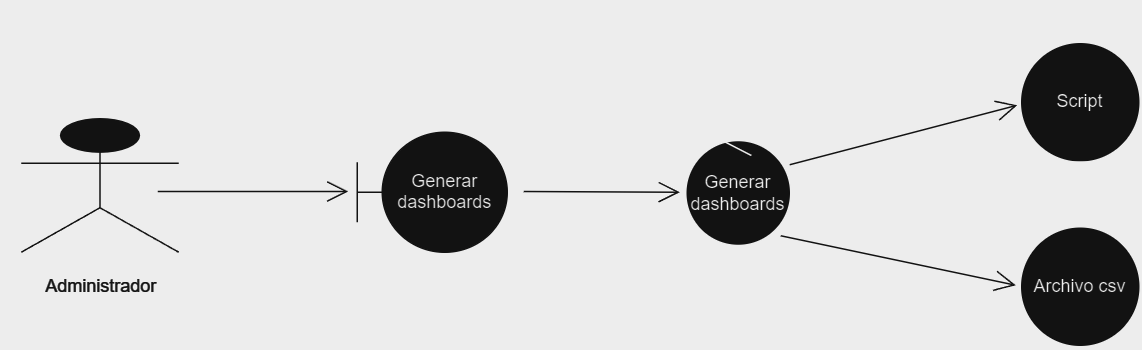 Administrador
Generar
dashboards
Generar
dashboards
Script
Archivo csv